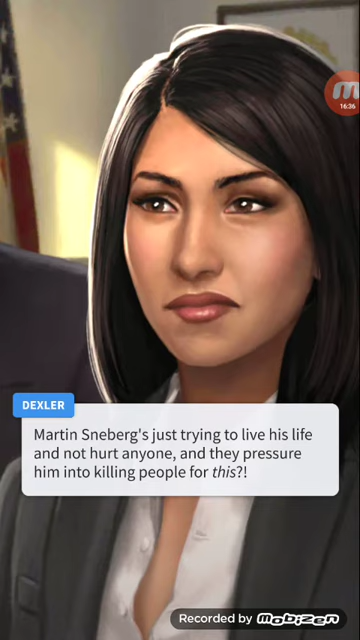 16:36
DEXLER
Martin Sneberg's just trying to live his life
and not hurt anyone, and they pressure
him into killing people for this?!
Recorded by mobizen